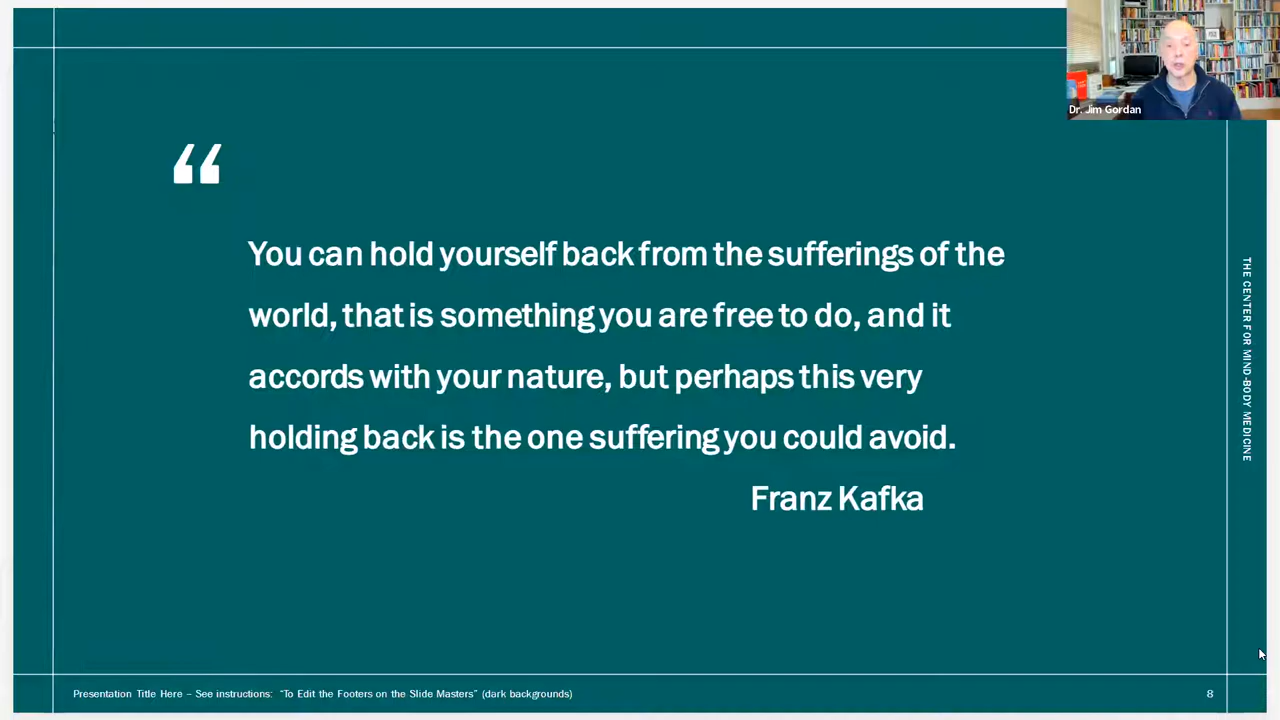 Dr. Jim Gordan
“
You can hold yourself back from the sufferings of the
world, that is something you are free to do, and it
accords with your nature, but perhaps this very
holding back is the one suffering you could avoid.
Franz Kafka
THE CENTER FOR MIND-BODY MEDICINE
Presentation Title Here – See instructions: “To Edit the Footers on the Slide Masters” (dark backgrounds)
8